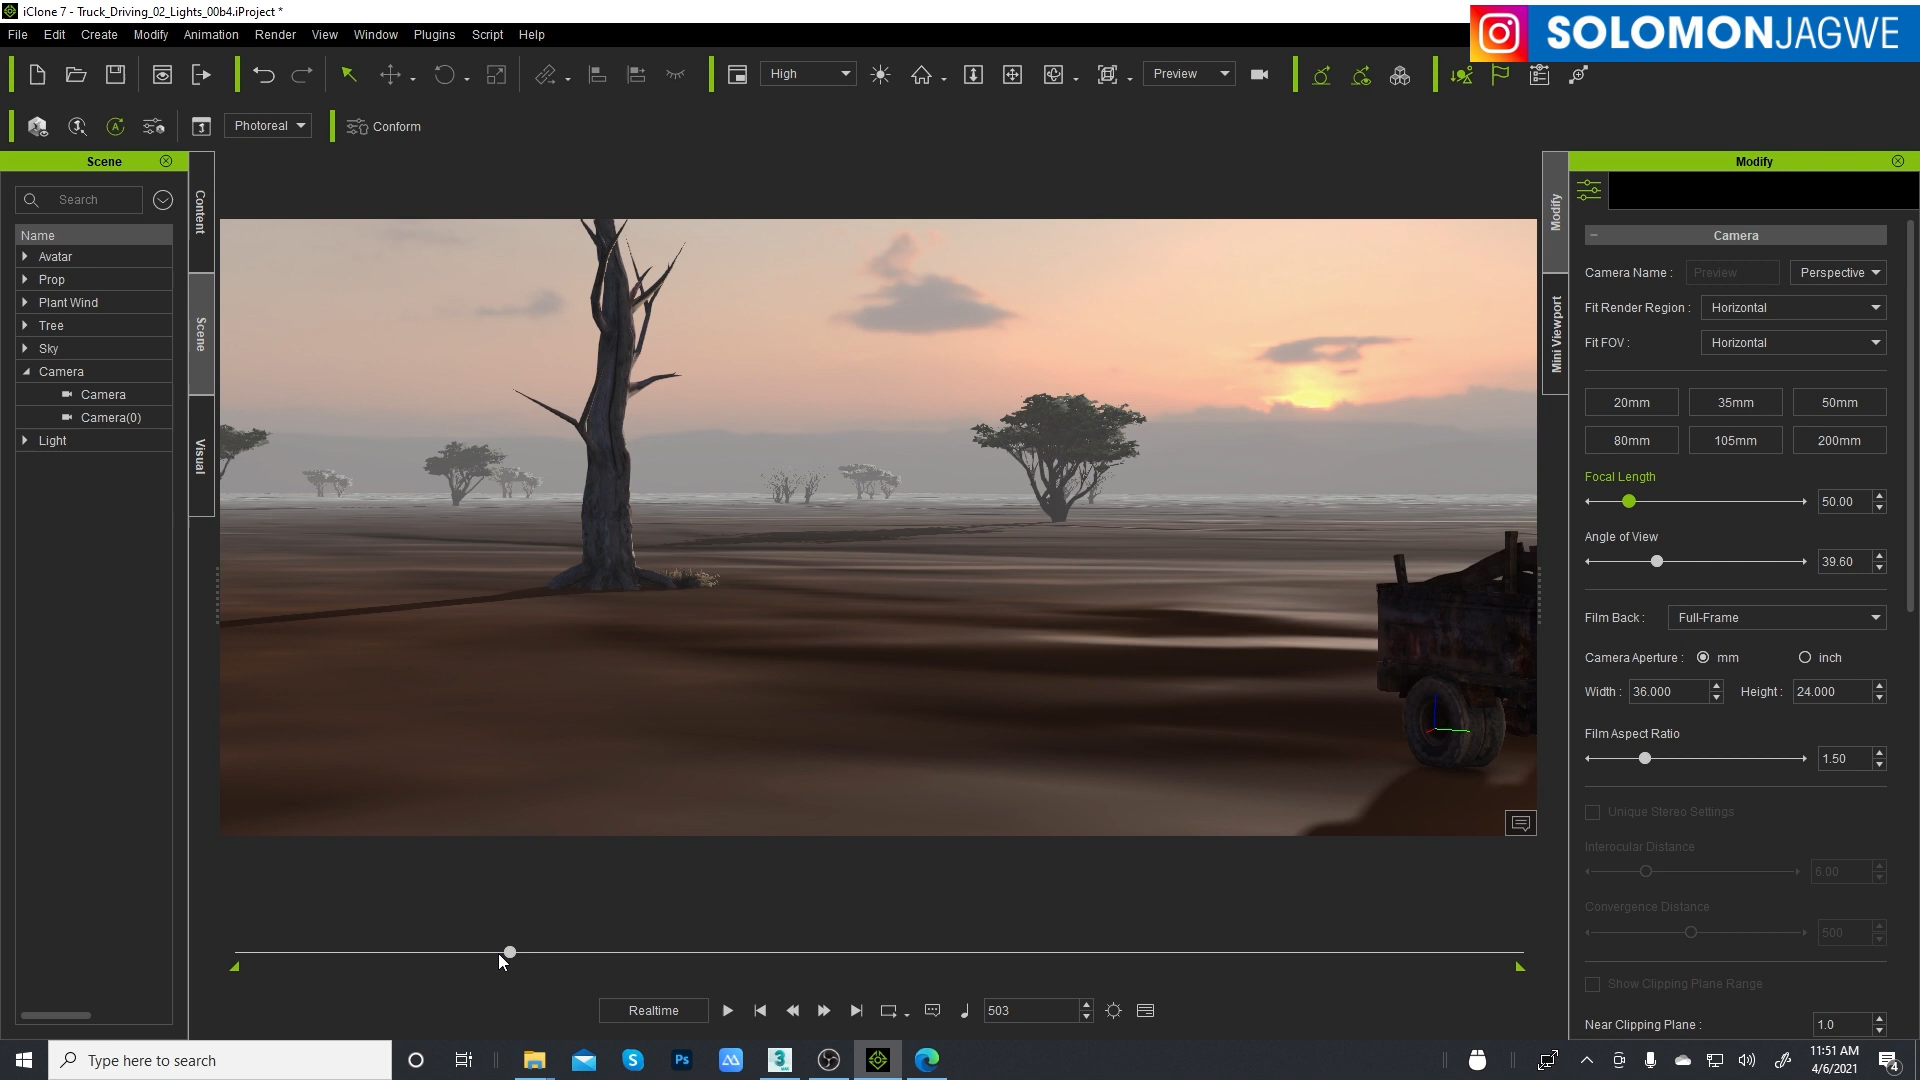 iClone 7 - Truck_Driving_02_Lights_00b4.iProject *
SOLOMONJAGWE
File Edit Create Modify Animation Render View Window Plugins Script Help
High
Preview
Photoreal
Conform
Scene
Search
Name
Avatar
Prop
Plant Wind
Tree
Sky
Camera
Camera
Camera(0)
Light
Content
Scene
Visual
Modify
Mini Viewport
Modify
Camera
Camera Name : Preview Perspective
Fit Render Region : Horizontal
Fit FOV : Horizontal
20mm 35mm 50mm
80mm 105mm 200mm
Focal Length
50.00
Angle of View
39.60
Film Back : Full-Frame
Camera Aperture : mm inch
Width : 36.000 Height : 24.000
Film Aspect Ratio
1.50
Unique Stereo Settings
Interocular Distance
6.00
Convergence Distance
500
Show Clipping Plane Range
Near Clipping Plane : 1.0
Realtime
503
Type here to search
Ps
11:51 AM
4/6/2021
4